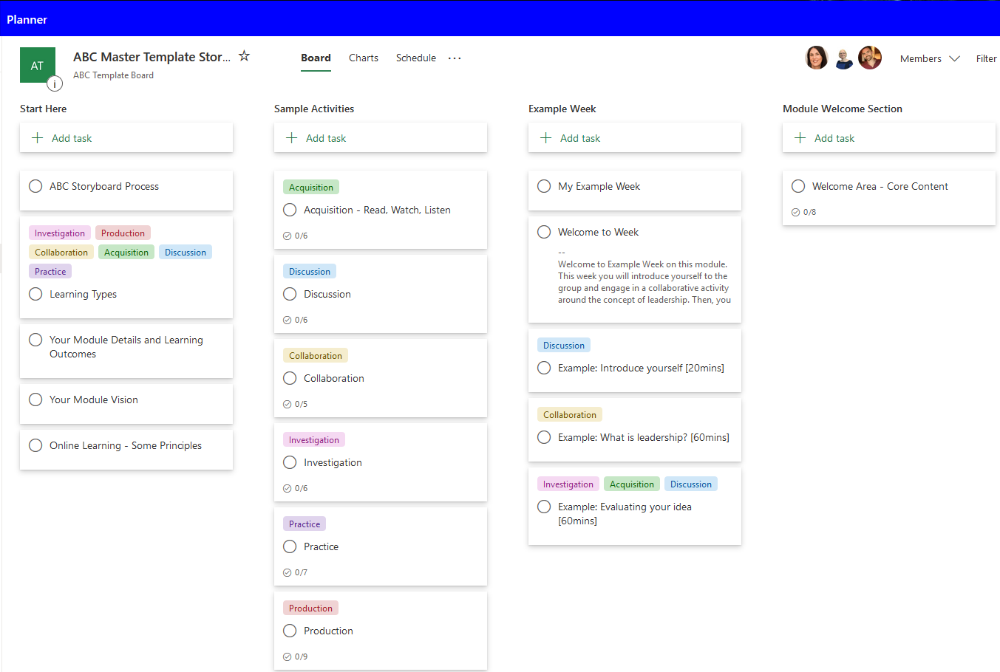 Planner
AT
i
ABC Master Template Stor...
ABC Template Board
Board
Charts
Schedule
...
Members
Filter
Start Here
Add task
ABC Storyboard Process
Investigation
Production
Collaboration
Acquisition
Discussion
Practice
Learning Types
Your Module Details and Learning
Outcomes
Your Module Vision
Online Learning - Some Principles
Sample Activities
Add task
Acquisition
Acquisition - Read, Watch, Listen
0/6
Discussion
Discussion
0/6
Collaboration
Collaboration
0/5
Investigation
Investigation
0/6
Practice
Practice
0/7
Production
Production
0/9
Example Week
Add task
My Example Week
Welcome to Week
--
Welcome to Example Week on this module.
This week you will introduce yourself to the
group and engage in a collaborative activity
around the concept of leadership. Then, you
Discussion
Example: Introduce yourself [20mins]
Collaboration
Example: What is leadership? [60mins]
Investigation
Acquisition
Discussion
Example: Evaluating your idea
[60mins]
Module Welcome Section
Add task
Welcome Area - Core Content
0/8